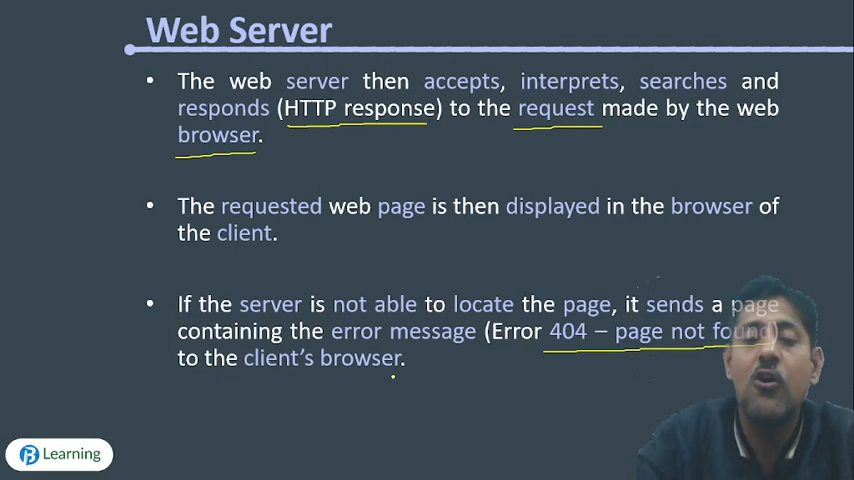 Web Server
• The web server then accepts, interprets, searches and
responds (HTTP response) to the request made by the web
browser.
• The requested web page is then displayed in the browser of
the client.
• If the server is not able to locate the page, it sends a page
containing the error message (Error 404 – page not found)
to the client's browser.
Learning